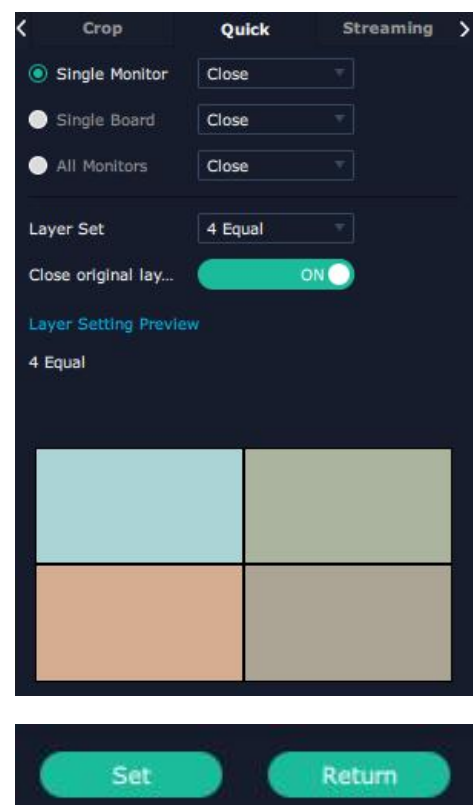 Crop Quick Streaming
Single Monitor Close
Single Board Close
All Monitors Close
Layer Set 4 Equal
Close original lay... ON
Layer Setting Preview
4 Equal
Set Return